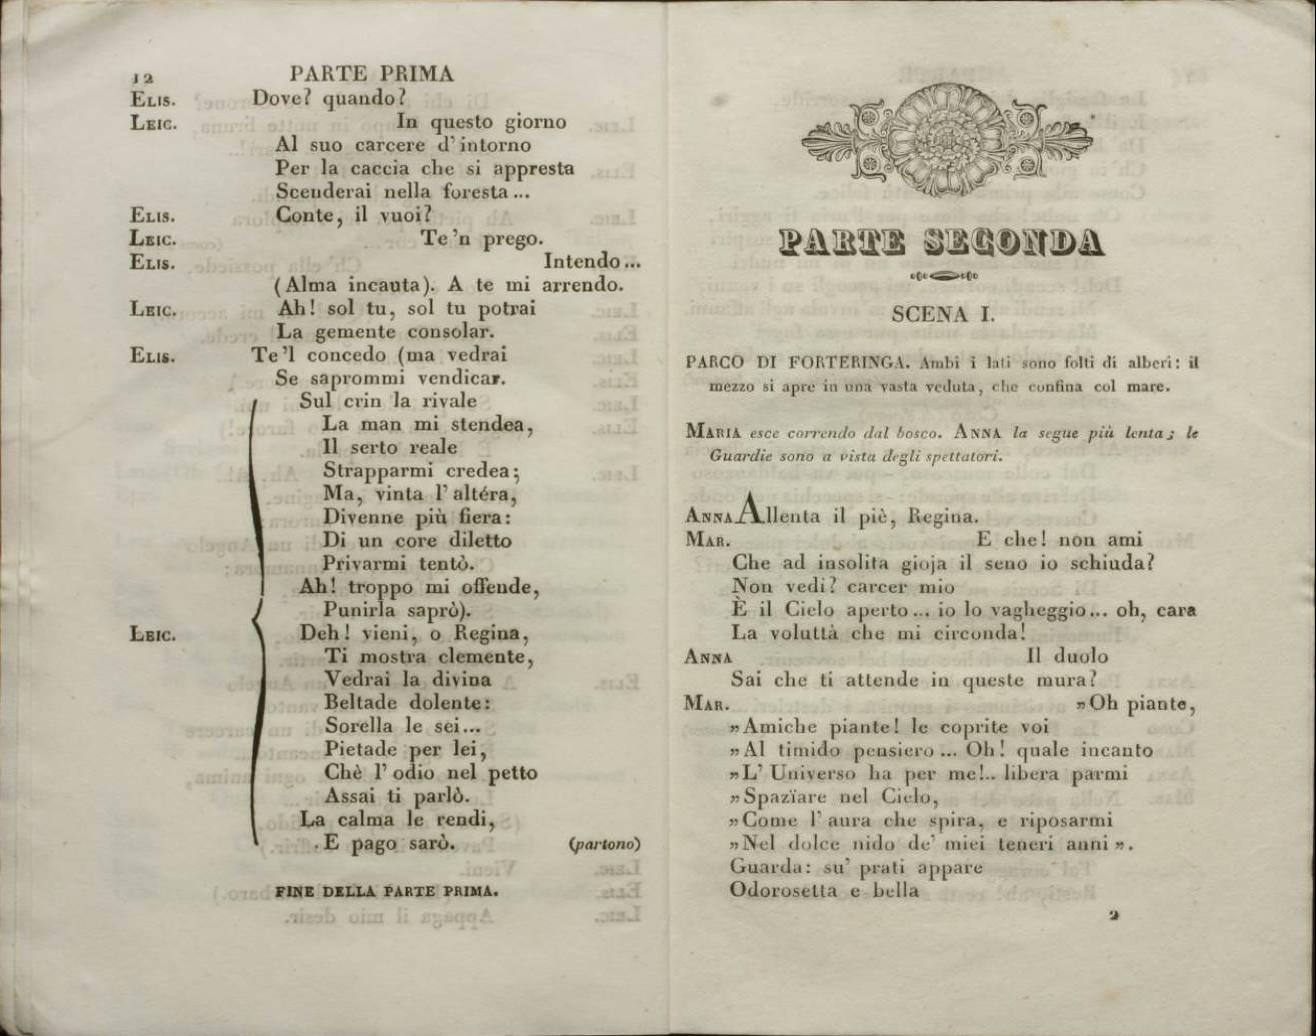 12 PARTE PRIMA
ELIS. Dove? quando?
LEIC. In questo giorno
Al suo carcere d'intorno
Per la caccia che si appresta
Scenderai nella foresta...
ELIS. Conte, il vuoi?
LEIC. Te 'n prego.
ELIS. Intendo...
(Alma incauta). A te mi arrendo.
LEIC. Ah! sol tu, sol tu potrai
La gemente consolar.
ELIS. Te 'l concedo (ma vedrai
Se saprommi vendicar.
Sul crin la rivale
La man mi stendea,
Il serto reale
Strapparmi credea;
Ma, vinta l'altéra,
Divenne più fiera:
Di un core diletto
Privarmi tentò.
Ah! troppo mi offende,
Punirla saprò).
LEIC. Deh! vieni, o Regina,
Ti mostra clemente,
Vedrai la divina
Beltade dolente:
Sorella le sei...
Pietade per lei,
Chè l'odio nel petto
Assai ti parlò.
La calma le rendi,
E pago sarò. (partono)
FINE DELLA PARTE PRIMA.
PARTE SECONDA
SCENA I.
PARCO DI FORTERINGA. Ambi i lati sono folti di alberi: il
mezzo si apre in una vasta veduta, che confina col mare.
MARIA esce correndo dal bosco. ANNA la segue più lenta; le
Guardie sono a vista degli spettatori.
ANNA Allenta il piè, Regina.
MAR. E che! non ami
Che ad insolita gioja il seno io schiuda?
Non vedi? carcer mio
È il Cielo aperto... io lo vagheggio... oh, cara
La voluttà che mi circonda!
ANNA Il duolo
Sai che ti attende in queste mura?
MAR. „Oh piante,
„Amiche piante! le coprite voi
„Al timido pensiero... Oh! quale incanto
„L'Universo ha per me!.. libera parmi
„Spazïare nel Cielo,
„Come l'aura che spira, e riposarmi
„Nel dolce nido de' miei teneri anni„.
Guarda: su' prati appare
Odorosetta e bella
2